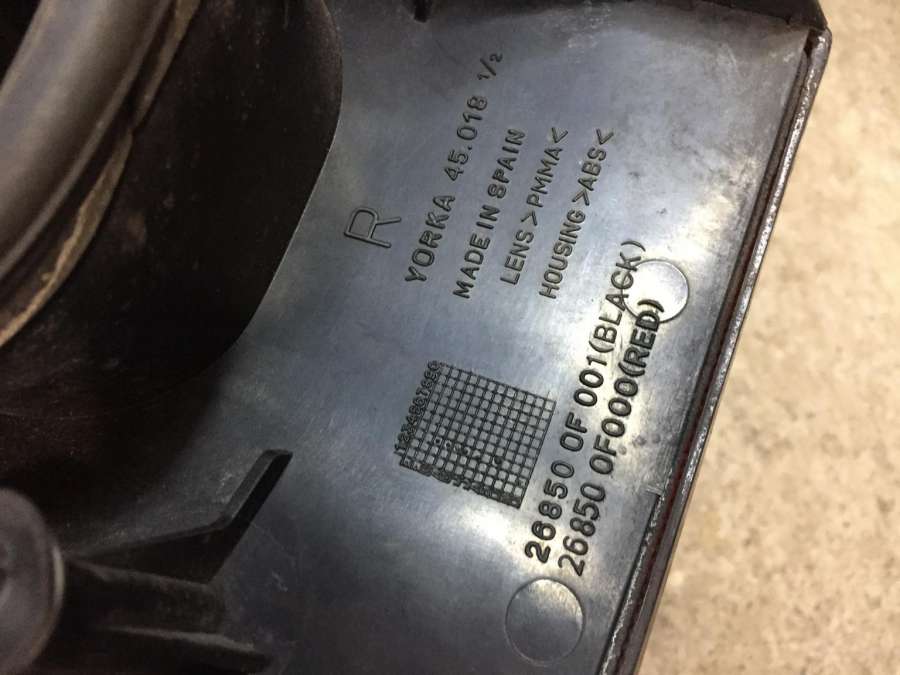 R
YORKA 45.018 1/2
MADE IN SPAIN
LENS >PMMA<
HOUSING >ABS<
26850 0F 001(BLACK)
26850 0F000(RED)